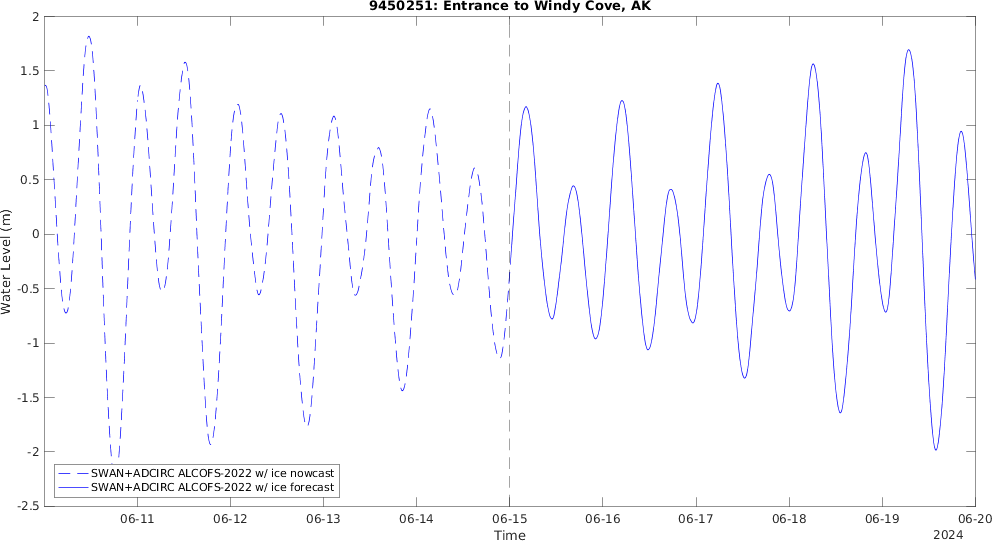 9450251: Entrance to Windy Cove, AK
2
1.5
1
0.5
0
-0.5
-1
-1.5
-2
-2.5
Water Level (m)
SWAN+ADCIRC ALCOFS-2022 w/ ice nowcast
SWAN+ADCIRC ALCOFS-2022 w/ ice forecast
06-11 06-12 06-13 06-14 06-15 06-16 06-17 06-18 06-19 06-20
Time
2024